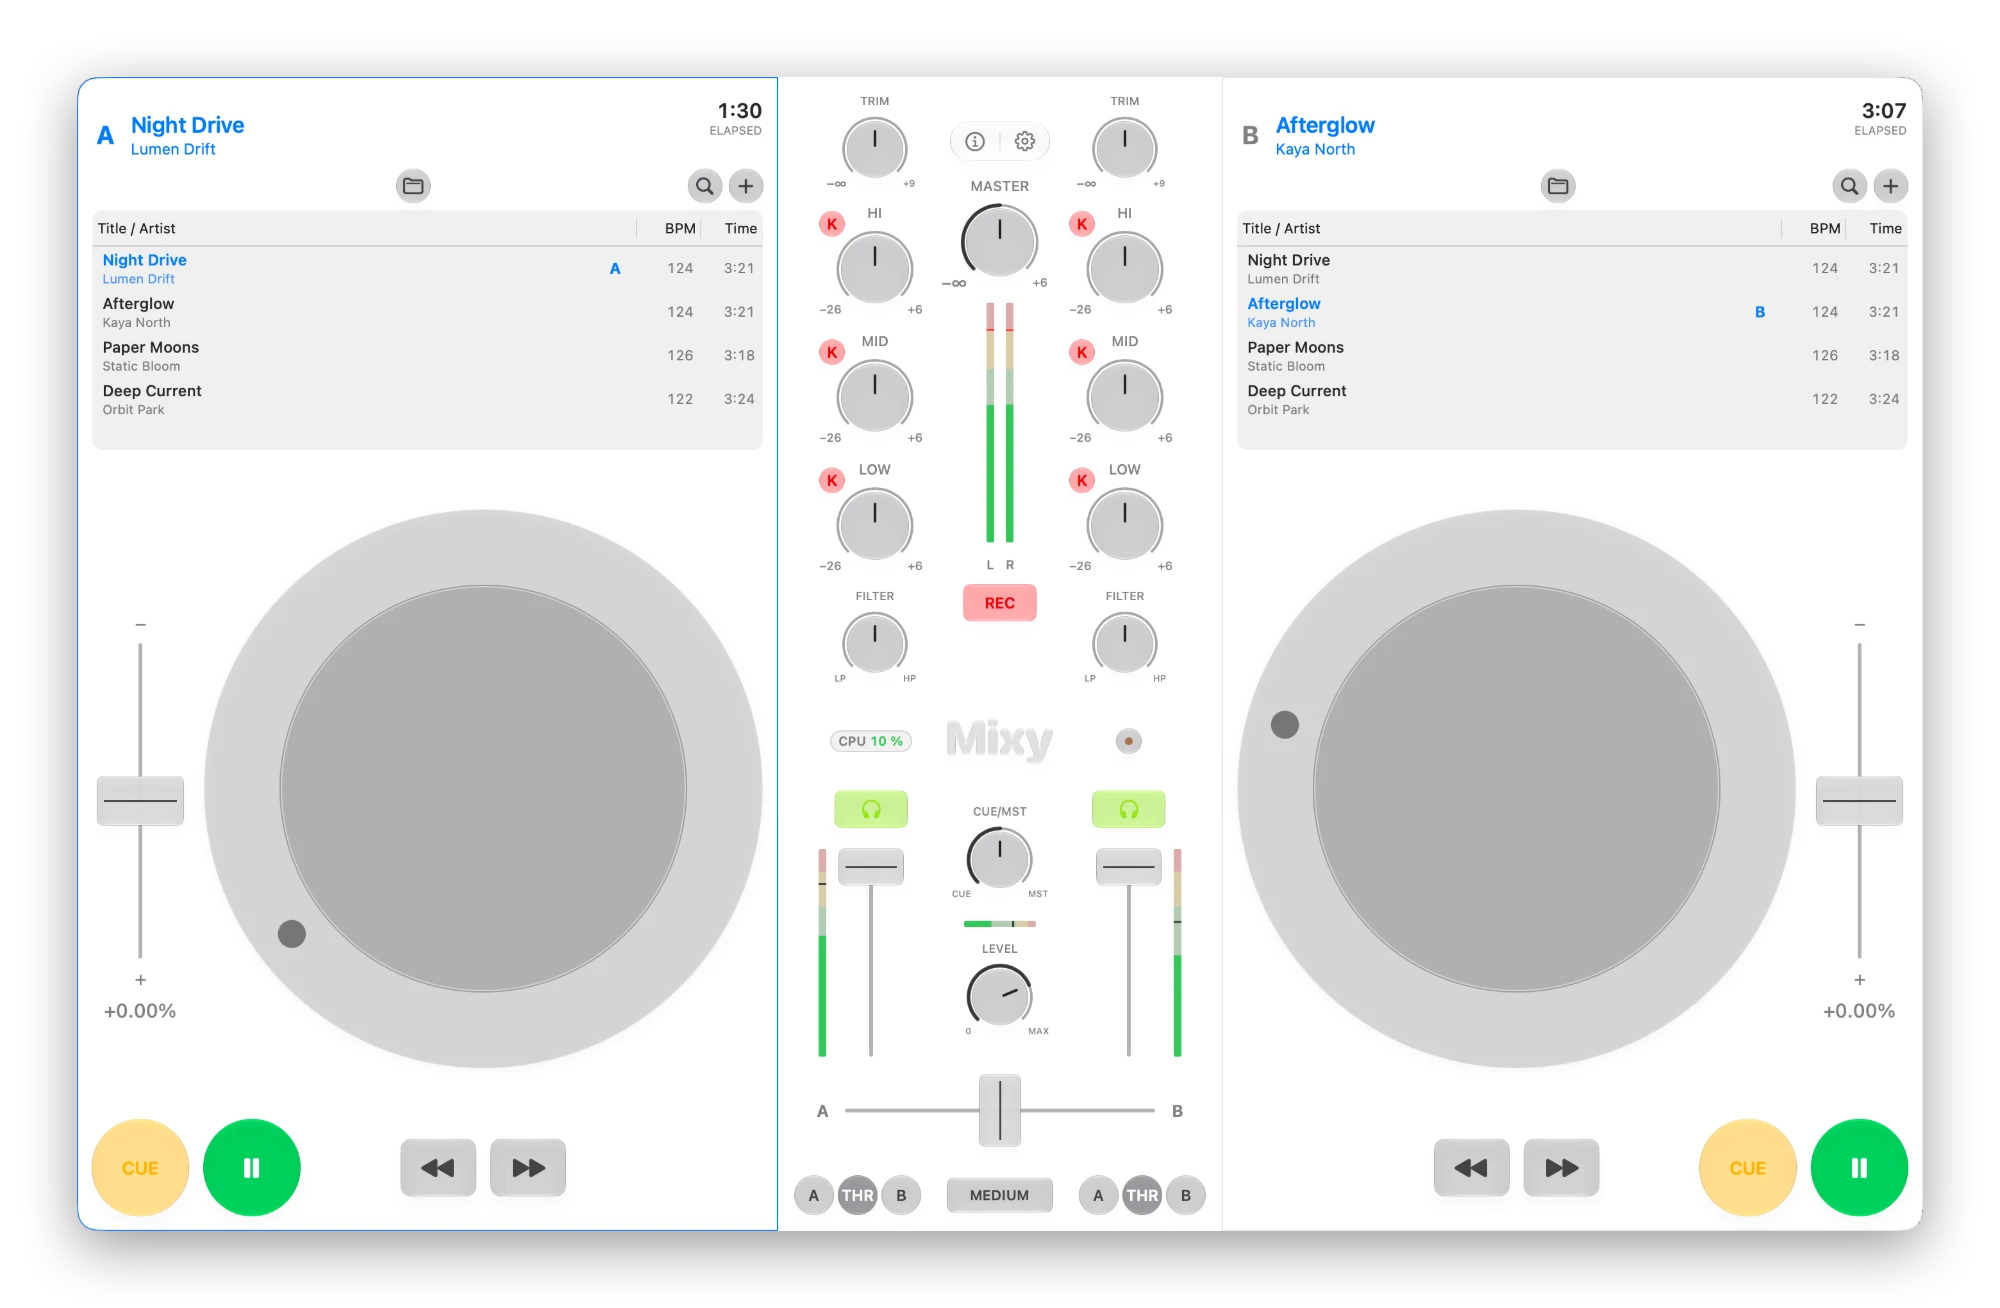 A
Night Drive
Lumen Drift
1:30
ELAPSED
Title / Artist BPM Time
Night Drive
Lumen Drift
A 124 3:21
Afterglow
Kaya North
124 3:21
Paper Moons
Static Bloom
126 3:18
Deep Current
Orbit Park
122 3:24
−
+
+0.00%
CUE
TRIM
−∞ +9
K
HI
−26 +6
K
MID
−26 +6
K
LOW
−26 +6
FILTER
LP HP
CPU 10 %
MASTER
−∞ +6
L R
REC
Mixy
CUE/MST
CUE MST
LEVEL
0 MAX
TRIM
−∞ +9
K
HI
−26 +6
K
MID
−26 +6
K
LOW
−26 +6
FILTER
LP HP
A B
A THR B
MEDIUM
A THR B
B
Afterglow
Kaya North
3:07
ELAPSED
Title / Artist BPM Time
Night Drive
Lumen Drift
124 3:21
Afterglow
Kaya North
B 124 3:21
Paper Moons
Static Bloom
126 3:18
Deep Current
Orbit Park
122 3:24
−
+
+0.00%
CUE